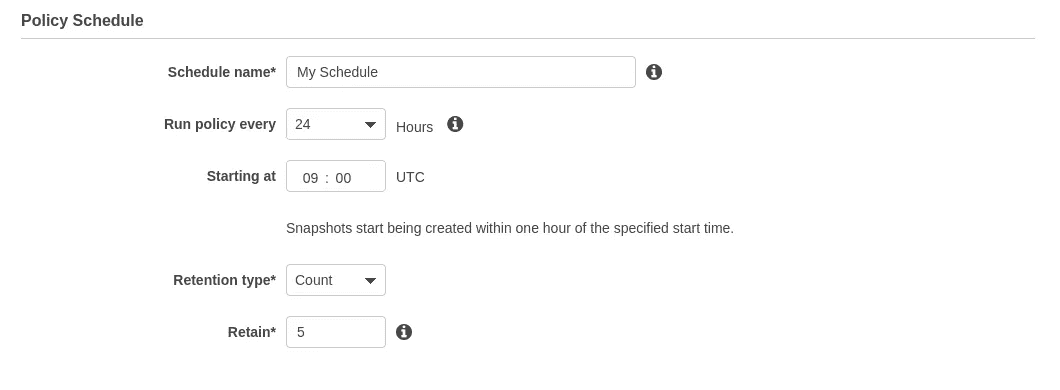 Policy Schedule
Schedule name* My Schedule
Run policy every 24 Hours
Starting at 09 : 00 UTC
Snapshots start being created within one hour of the specified start time.
Retention type* Count
Retain* 5